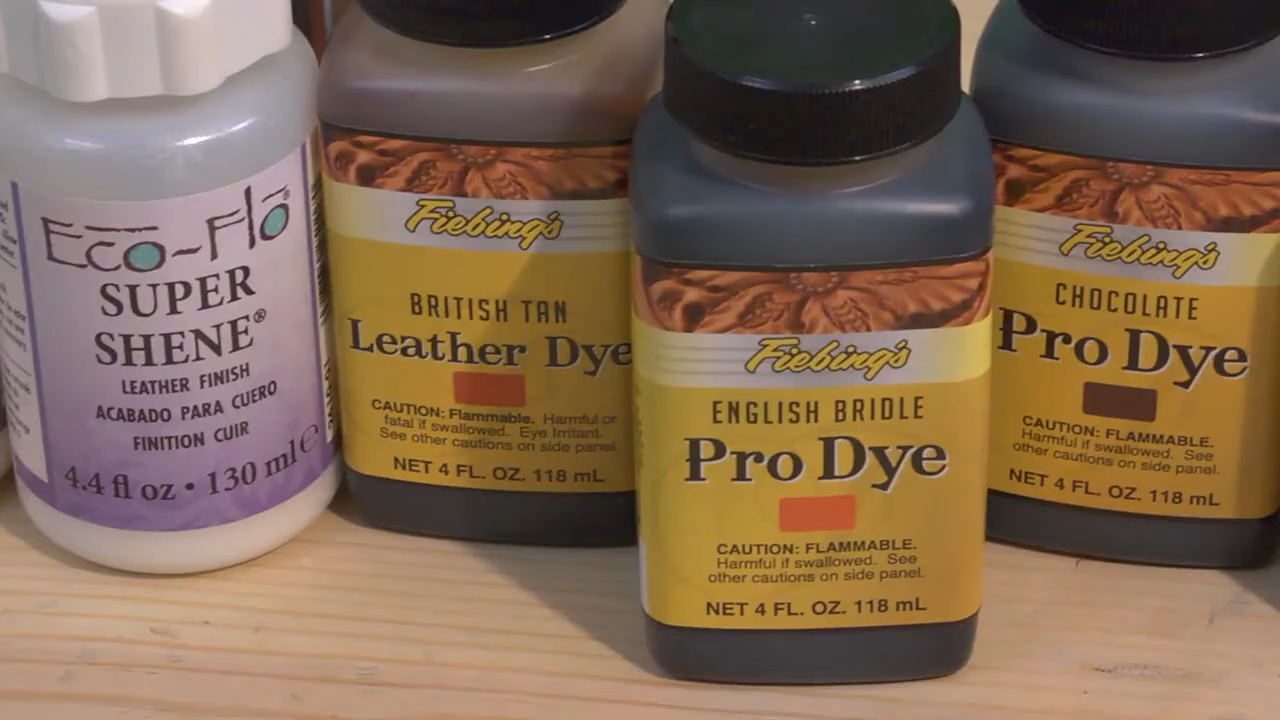 Eco-Flo®
SUPER
SHENE®
LEATHER FINISH
ACABADO PARA CUERO
FINITION CUIR
4.4 fl oz • 130 ml e
Fiebing's
BRITISH TAN
Leather Dye
CAUTION: Flammable. Harmful or
fatal if swallowed. Eye Irritant.
See other cautions on side panel
NET 4 FL. OZ. 118 mL
Fiebing's
ENGLISH BRIDLE
Pro Dye
CAUTION: FLAMMABLE.
Harmful if swallowed. See
other cautions on side panel.
NET 4 FL. OZ. 118 mL
Fiebing's
CHOCOLATE
Pro Dye
CAUTION: FLAMMABLE.
Harmful if swallowed. See
other cautions on side panel.
NET 4 FL. OZ. 118 mL